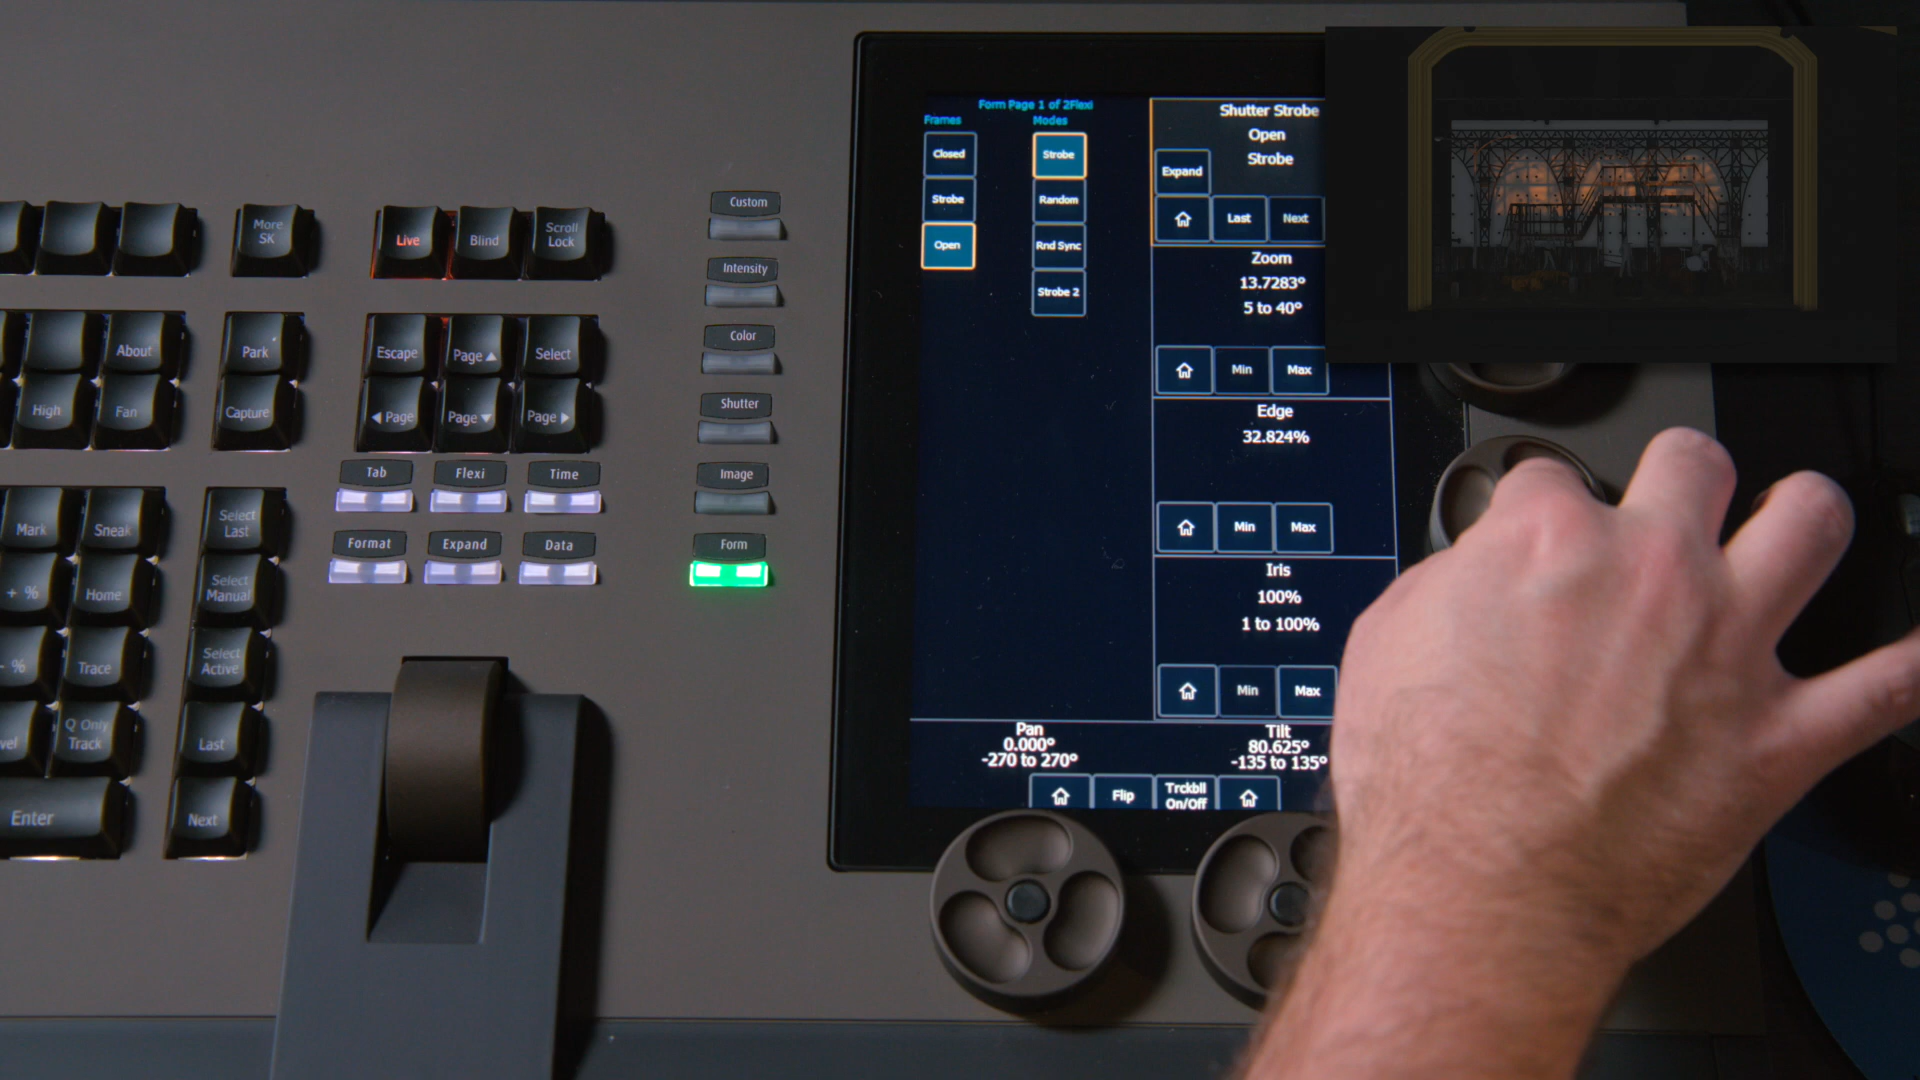 More
SK
Live
Blind
Scroll
Lock
About
Park
Escape
Page ▲
Select
High
Fan
Capture
◀ Page
Page ▼
Page ▶
Tab
Flexi
Time
Format
Expand
Data
Mark
Sneak
Select
Last
+ %
Home
Select
Manual
- %
Trace
Select
Active
Q Only
Track
Last
Enter
Next
Custom
Intensity
Color
Shutter
Image
Form
Form Page 1 of 2Flexi
Frames
Modes
Closed
Strobe
Open
Strobe
Random
Rnd Sync
Strobe 2
Shutter Strobe
Open
Strobe
Expand
Last
Next
Zoom
13.7283°
5 to 40°
Min
Max
Edge
32.824%
Min
Max
Iris
100%
1 to 100%
Min
Max
Pan
0.000°
-270 to 270°
Tilt
80.625°
-135 to 135°
Flip
Trckbll
On/Off